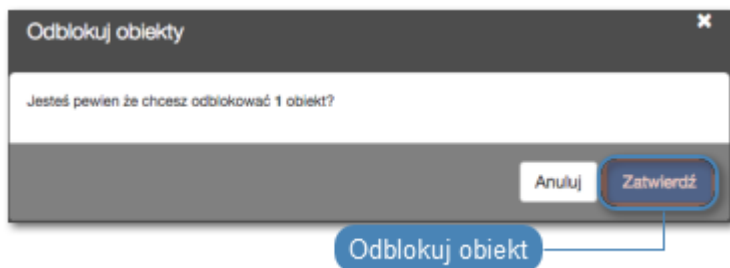 Odblokuj obiekty
Jesteś pewien że chcesz odblokować 1 obiekt?
Anuluj Zatwierdź
Odblokuj obiekt